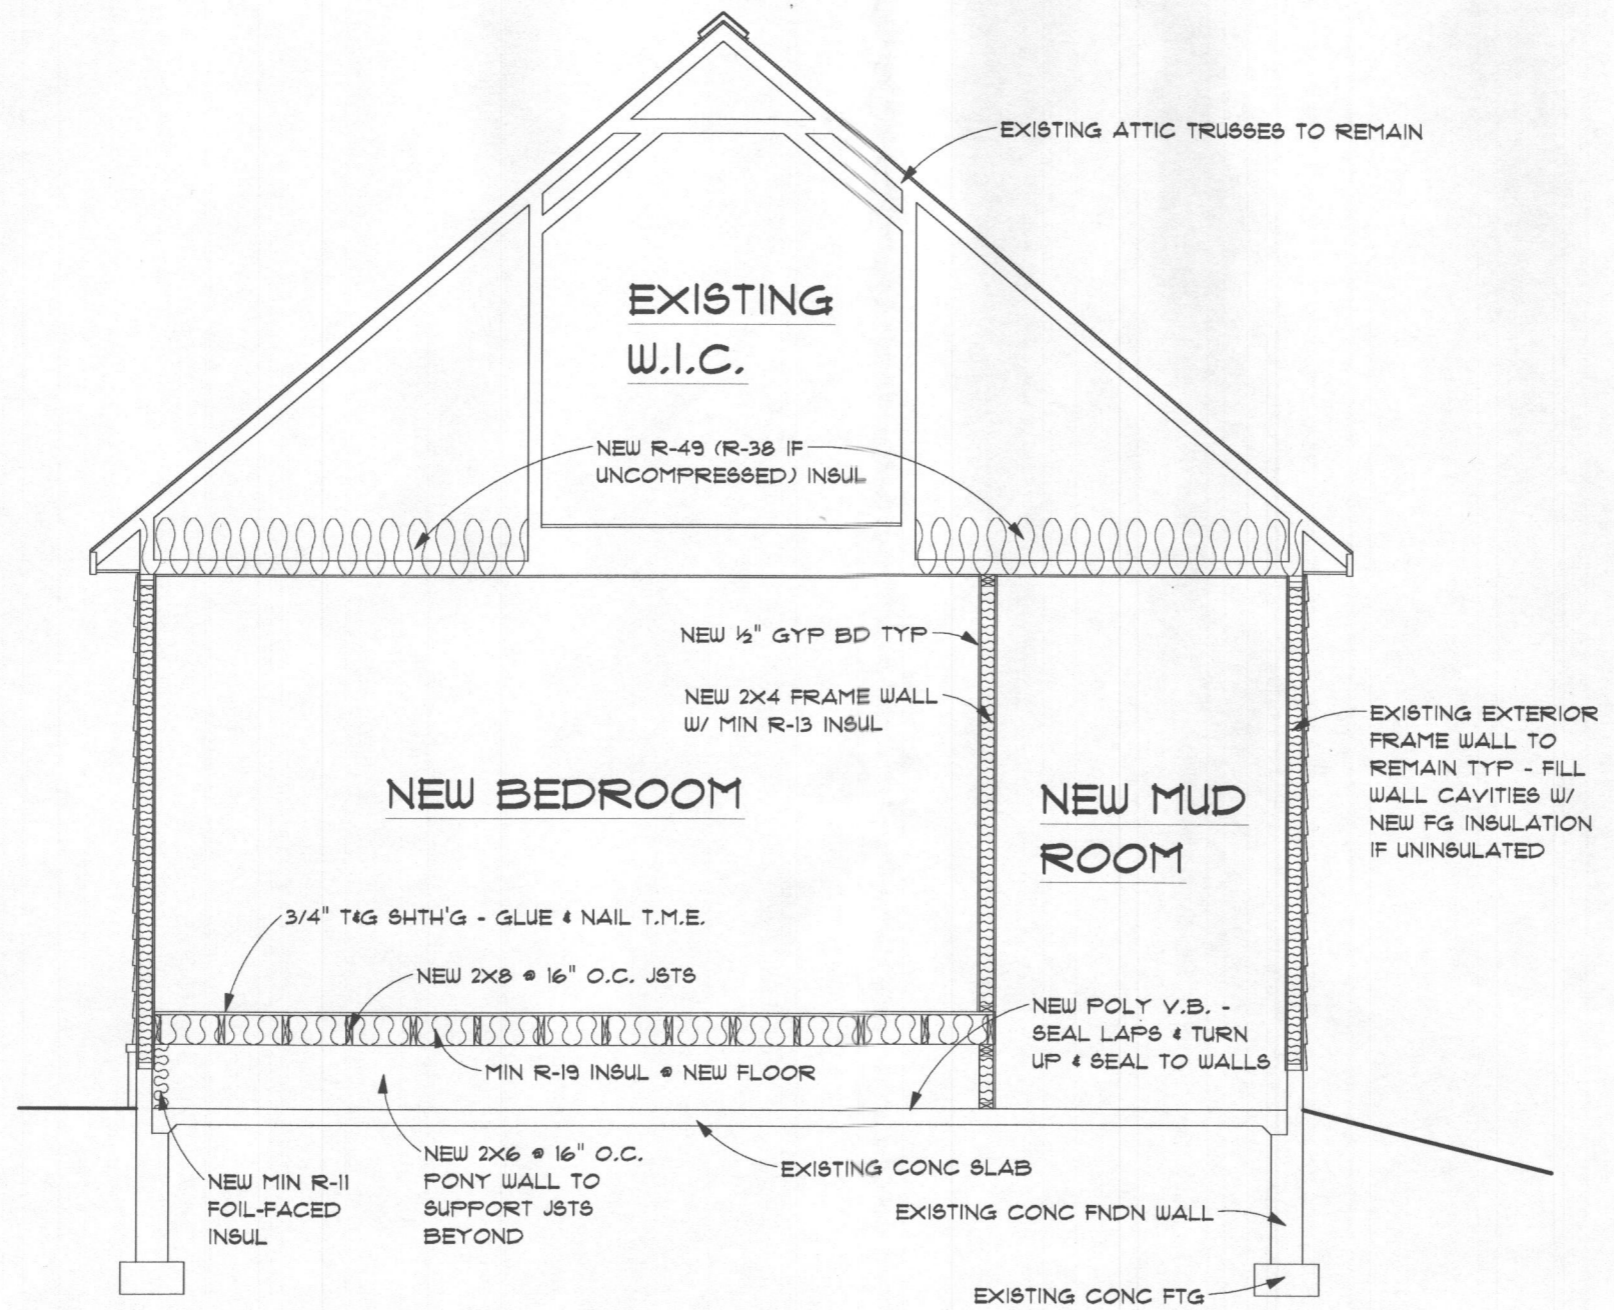 EXISTING ATTIC TRUSSES TO REMAIN
EXISTING
W.I.C.
NEW R-49 (R-38 IF
UNCOMPRESSED) INSUL
NEW ½" GYP BD TYP
NEW 2X4 FRAME WALL
W/ MIN R-13 INSUL
EXISTING EXTERIOR
FRAME WALL TO
REMAIN TYP - FILL
WALL CAVITIES W/
NEW FG INSULATION
IF UNINSULATED
NEW BEDROOM
NEW MUD
ROOM
3/4" T&G SHTH'G - GLUE & NAIL T.M.E.
NEW 2X8 @ 16" O.C. JSTS
NEW POLY V.B. -
SEAL LAPS & TURN
UP & SEAL TO WALLS
MIN R-19 INSUL @ NEW FLOOR
NEW MIN R-11
FOIL-FACED
INSUL
NEW 2X6 @ 16" O.C.
PONY WALL TO
SUPPORT JSTS
BEYOND
EXISTING CONC SLAB
EXISTING CONC FNDN WALL
EXISTING CONC FTG